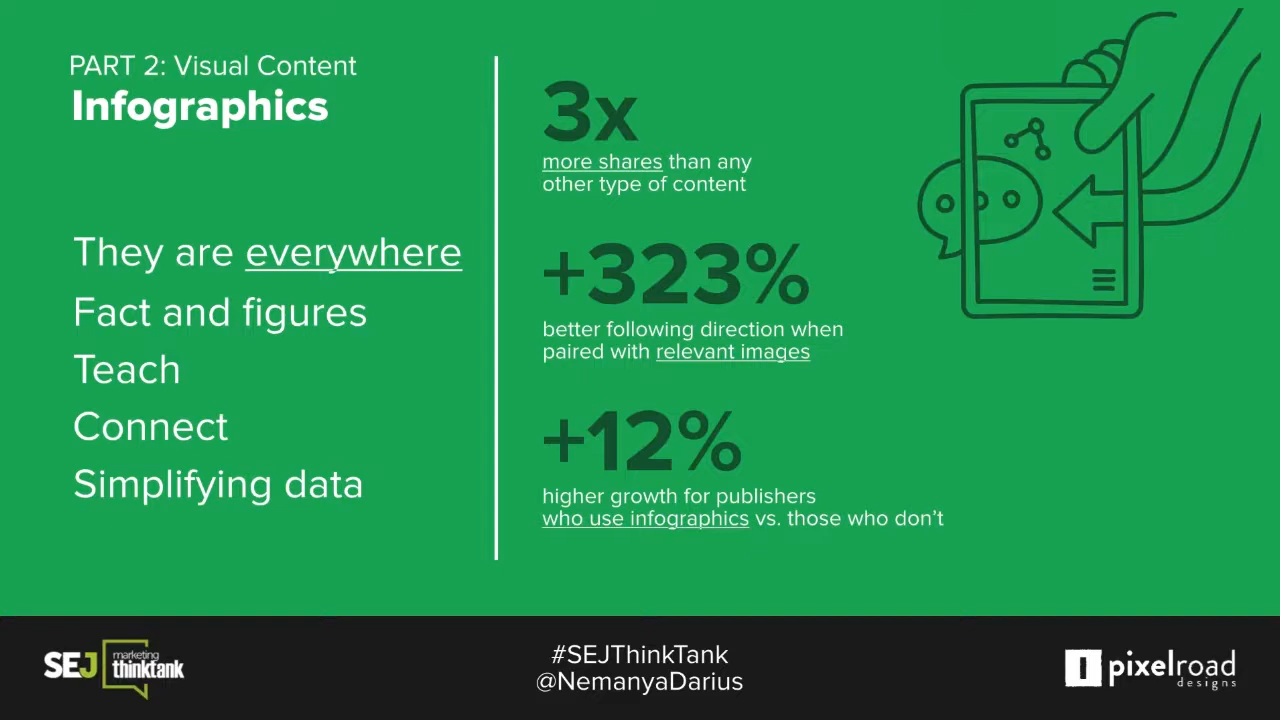 PART 2: Visual Content
Infographics
They are everywhere
Fact and figures
Teach
Connect
Simplifying data
3x
more shares than any
other type of content
+323%
better following direction when
paired with relevant images
+12%
higher growth for publishers
who use infographics vs. those who don’t
SEJ marketing
thinktank
#SEJThinkTank
@NemanyaDarius
pixelroad
designs